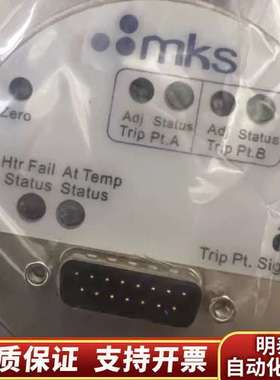 mks
Zero
Adj Status Adj Status
Trip Pt.A Trip Pt.B
Htr Fail At Temp
Status Status
Trip Pt. Sig
质保证 支持开票
自动化